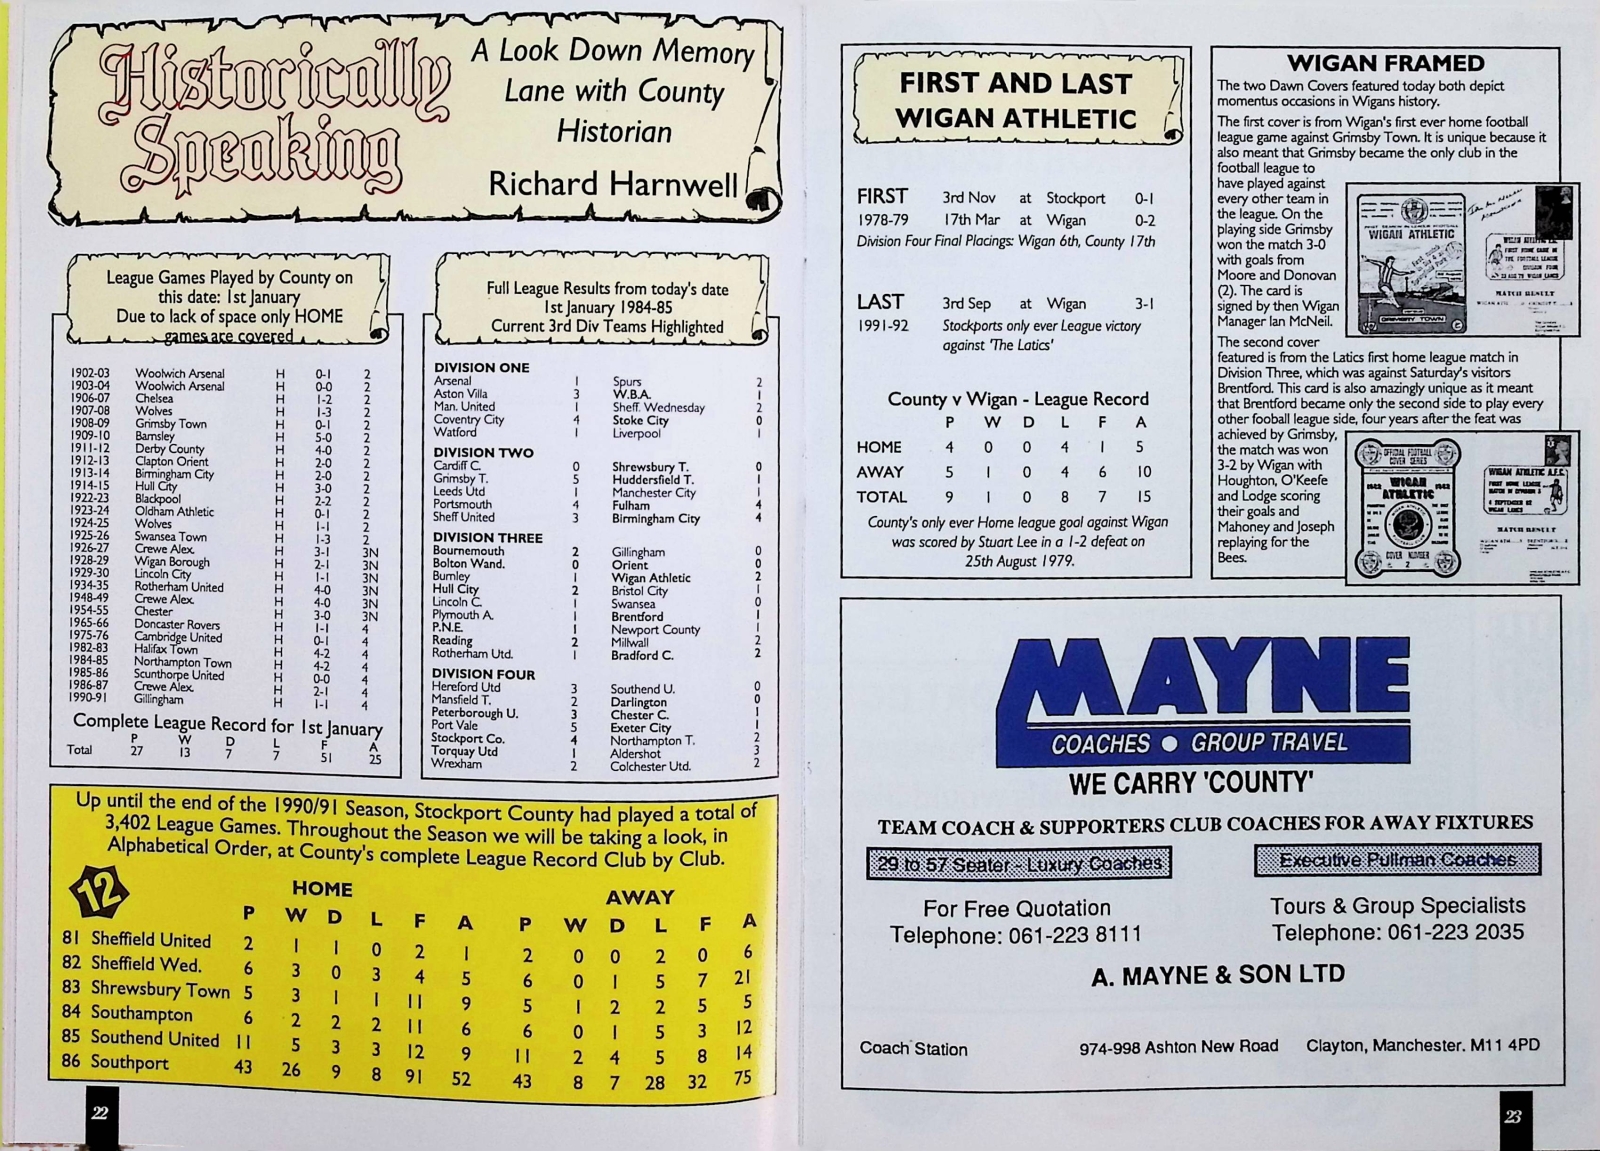 Historically
Speaking
A Look Down Memory
Lane with County
Historian
Richard Harnwell
League Games Played by County on
this date: 1st January
Due to lack of space only HOME
games are covered
1902-03 Woolwich Arsenal H 0-1 2
1903-04 Woolwich Arsenal H 0-0 2
1906-07 Chelsea H 1-2 2
1907-08 Wolves H 1-3 2
1908-09 Grimsby Town H 0-1 2
1909-10 Barnsley H 5-0 2
1911-12 Derby County H 4-0 2
1912-13 Clapton Orient H 2-0 2
1913-14 Birmingham City H 2-0 2
1914-15 Hull City H 3-0 2
1922-23 Blackpool H 2-2 2
1923-24 Oldham Athletic H 0-1 2
1924-25 Wolves H 1-1 2
1925-26 Swansea Town H 1-3 2
1926-27 Crewe Alex. H 3-1 3N
1928-29 Wigan Borough H 2-1 3N
1929-30 Lincoln City H 1-1 3N
1934-35 Rotherham United H 4-0 3N
1948-49 Crewe Alex. H 4-0 3N
1954-55 Chester H 3-0 3N
1965-66 Doncaster Rovers H 1-1 4
1975-76 Cambridge United H 0-1 4
1982-83 Halifax Town H 4-2 4
1984-85 Northampton Town H 4-2 4
1985-86 Scunthorpe United H 0-0 4
1986-87 Crewe Alex. H 2-1 4
1990-91 Gillingham H 1-1 4
Complete League Record for 1st January
P W D L F A
Total 27 13 7 7 51 25
Full League Results from today's date
1st January 1984-85
Current 3rd Div Teams Highlighted
DIVISION ONE
Arsenal 1 Spurs 2
Aston Villa 3 W.B.A. 1
Man. United 1 Sheff. Wednesday 2
Coventry City 4 Stoke City 0
Watford 1 Liverpool 1
DIVISION TWO
Cardiff C. 0 Shrewsbury T. 0
Grimsby T. 5 Huddersfield T. 1
Leeds Utd 1 Manchester City 1
Portsmouth 4 Fulham 4
Sheff United 3 Birmingham City 4
DIVISION THREE
Bournemouth 2 Gillingham 0
Bolton Wand. 0 Orient 0
Burnley 1 Wigan Athletic 2
Hull City 2 Bristol City 1
Lincoln C. 1 Swansea 0
Plymouth A. 1 Brentford 1
P.N.E. 1 Newport County 1
Reading 2 Millwall 2
Rotherham Utd. 1 Bradford C. 2
DIVISION FOUR
Hereford Utd 3 Southend U. 0
Mansfield T. 2 Darlington 0
Peterborough U. 3 Chester C. 1
Port Vale 5 Exeter City 1
Stockport Co. 4 Northampton T. 2
Torquay Utd 1 Aldershot 3
Wrexham 2 Colchester Utd. 2
Up until the end of the 1990/91 Season, Stockport County had played a total of
3,402 League Games. Throughout the Season we will be taking a look, in
Alphabetical Order, at County's complete League Record Club by Club.
12
HOME AWAY
P W D L F A P W D L F A
81 Sheffield United 2 1 1 0 2 1 2 0 0 2 0 6
82 Sheffield Wed. 6 3 0 3 4 5 6 0 1 5 7 21
83 Shrewsbury Town 5 3 1 1 11 9 5 1 2 2 5 5
84 Southampton 6 2 2 2 11 6 6 0 1 5 3 12
85 Southend United 11 5 3 3 12 9 11 2 4 5 8 14
86 Southport 43 26 9 8 91 52 43 8 7 28 32 75
22
FIRST AND LAST
WIGAN ATHLETIC
FIRST 3rd Nov at Stockport 0-1
1978-79 17th Mar at Wigan 0-2
Division Four Final Placings: Wigan 6th, County 17th
LAST 3rd Sep at Wigan 3-1
1991-92 Stockports only ever League victory
against 'The Latics'
County v Wigan - League Record
P W D L F A
HOME 4 0 0 4 1 5
AWAY 5 1 0 4 6 10
TOTAL 9 1 0 8 7 15
County's only ever Home league goal against Wigan
was scored by Stuart Lee in a 1-2 defeat on
25th August 1979.
WIGAN FRAMED
The two Dawn Covers featured today both depict
momentus occasions in Wigans history.
The first cover is from Wigan's first ever home football
league game against Grimsby Town. It is unique because it
also meant that Grimsby became the only club in the
football league to
have played against
every other team in
the league. On the
playing side Grimsby
won the match 3-0
with goals from
Moore and Donovan
(2). The card is
signed by then Wigan
Manager Ian McNeil.
WIGAN ATHLETIC
GRIMSBY TOWN
MATCH RESULT
The second cover
featured is from the Latics first home league match in
Division Three, which was against Saturday's visitors
Brentford. This card is also amazingly unique as it meant
that Brentford became only the second side to play every
other fooball league side, four years after the feat was
achieved by Grimsby,
the match was won
3-2 by Wigan with
Houghton, O'Keefe
and Lodge scoring
their goals and
Mahoney and Joseph
replaying for the
Bees.
OFFICIAL FOOTBALL
COVER SERIES
WIGAN
ATHLETIC
COVER NUMBER
2
WIGAN ATHLETIC A.F.C.
MATCH RESULT
MAYNE
COACHES ● GROUP TRAVEL
WE CARRY 'COUNTY'
TEAM COACH & SUPPORTERS CLUB COACHES FOR AWAY FIXTURES
29 to 57 Seater - Luxury Coaches
Executive Pullman Coaches
For Free Quotation
Telephone: 061-223 8111
Tours & Group Specialists
Telephone: 061-223 2035
A. MAYNE & SON LTD
Coach Station 974-998 Ashton New Road Clayton, Manchester. M11 4PD
23